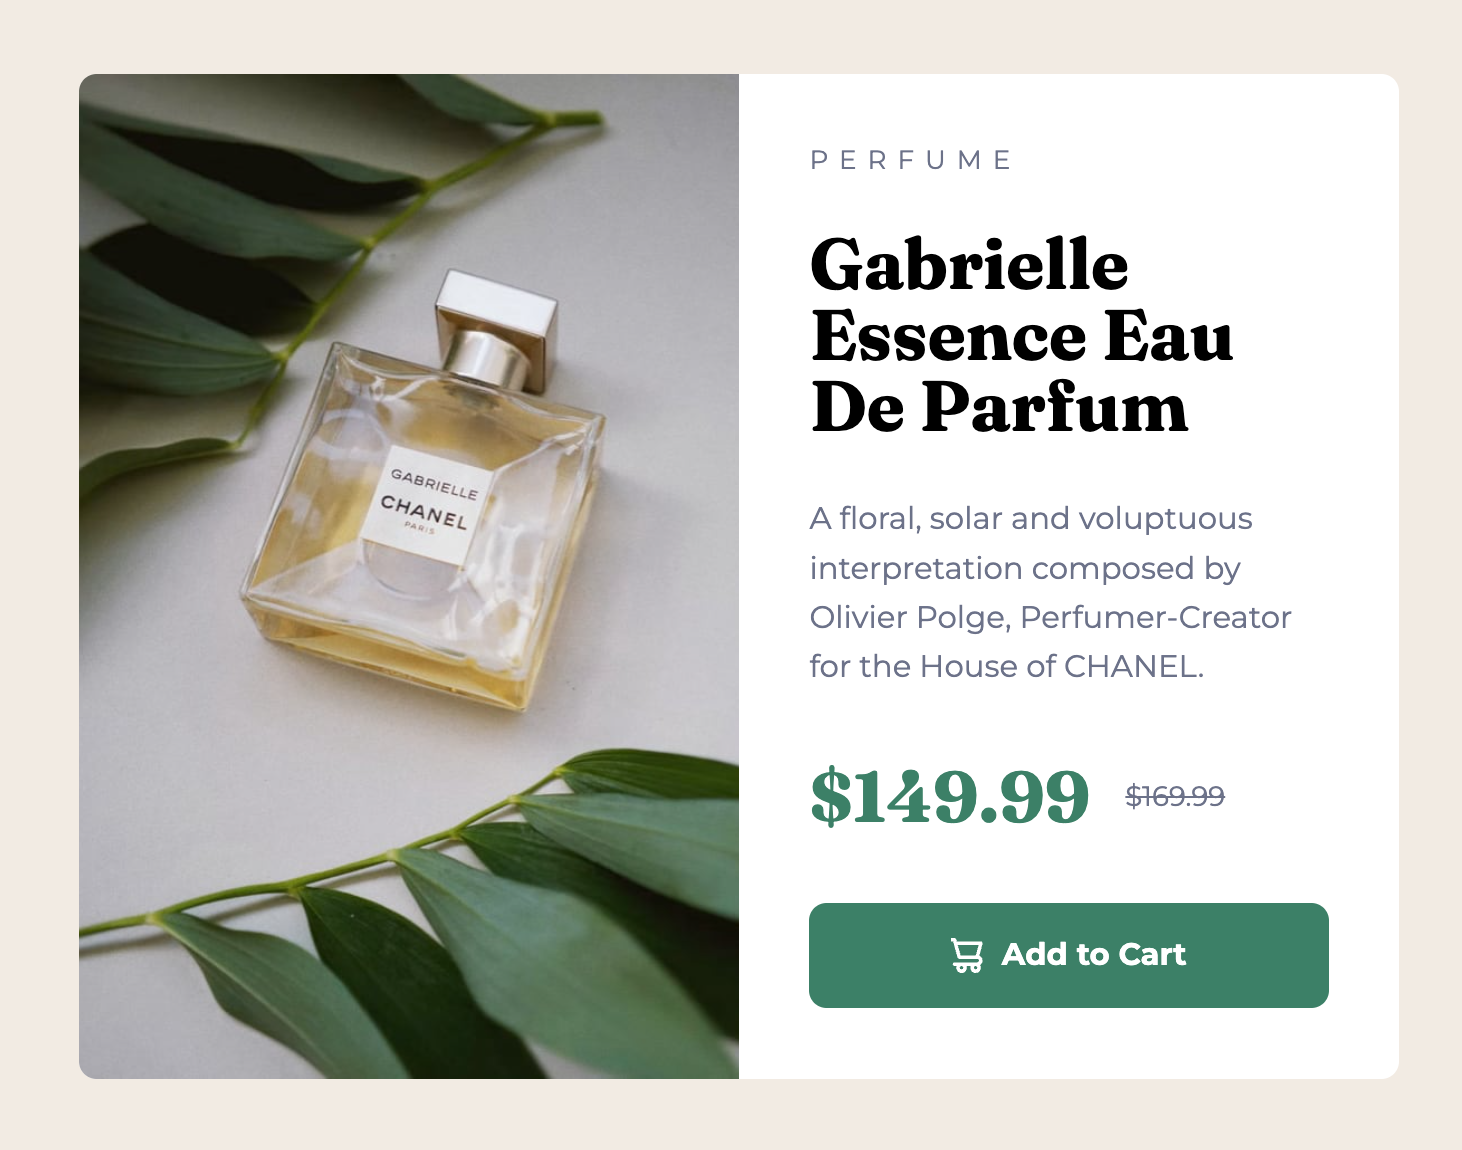 GABRIELLE
CHANEL
PARIS
PERFUME
Gabrielle
Essence Eau
De Parfum
A floral, solar and voluptuous
interpretation composed by
Olivier Polge, Perfumer-Creator
for the House of CHANEL.
$149.99 $169.99
Add to Cart